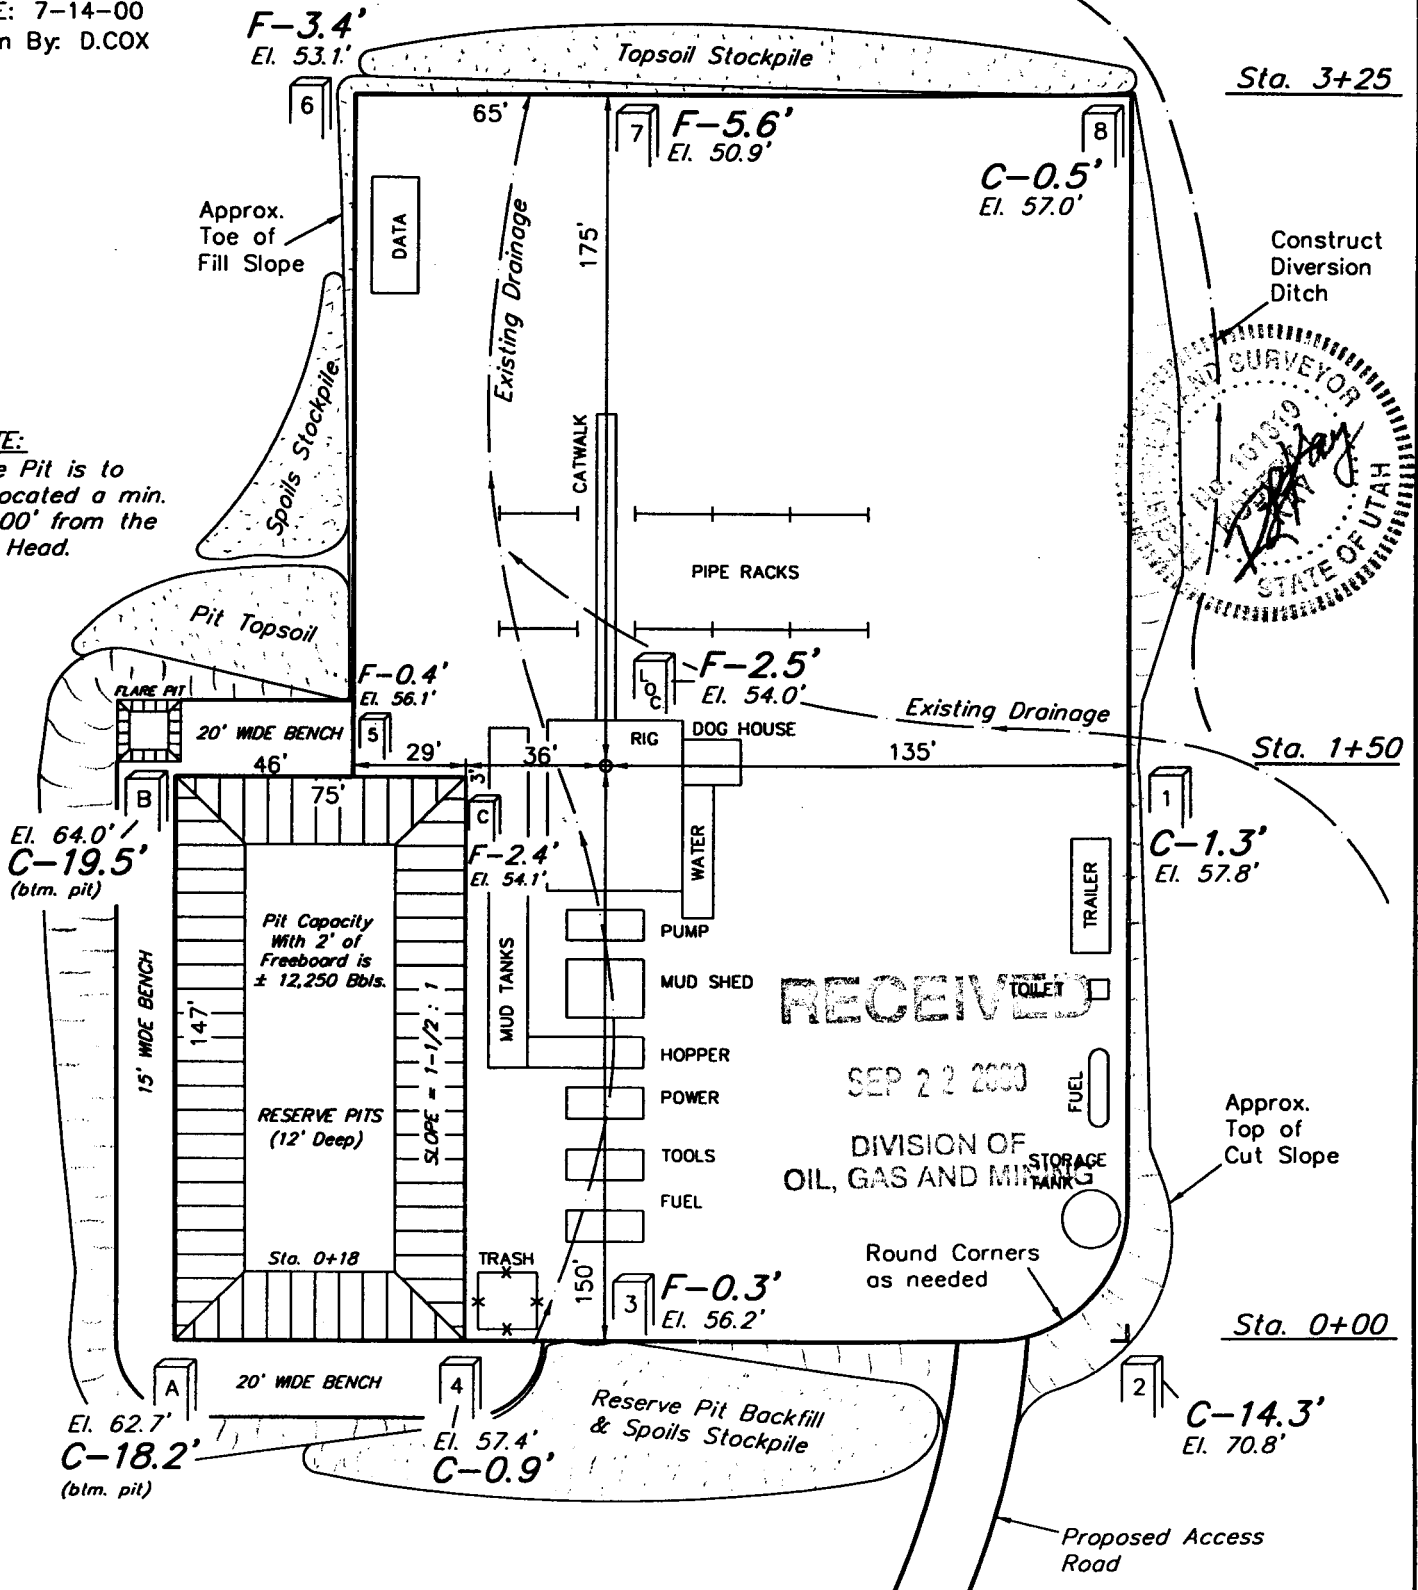 E: 7-14-00
n By: D.COX
F-3.4'
El. 53.1'
Topsoil Stockpile
Sta. 3+25
6
65'
7
F-5.6'
El. 50.9'
8
C-0.5'
El. 57.0'
Approx.
Toe of
Fill Slope
DATA
Existing Drainage
175'
Construct
Diversion
Ditch
SURVEYOR
No. 101319
STATE OF UTAH
TE:
e Pit is to
ocated a min.
00' from the
Head.
Spoils Stockpile
CATWALK
PIPE RACKS
Pit Topsoil
FLARE PIT
F-0.4'
El. 56.1'
LOC
F-2.5'
El. 54.0'
Existing Drainage
20' WIDE BENCH
5
RIG
DOG HOUSE
Sta. 1+50
46'
29'
36'
135'
75'
3'
B
C
1
El. 64.0'
C-19.5'
(btm. pit)
F-2.4'
El. 54.1'
WATER
C-1.3'
El. 57.8'
TRAILER
Pit Capacity
With 2' of
Freeboard is
± 12,250 Bbls.
PUMP
15' WIDE BENCH
147'
SLOPE = 1-1/2 : 1
MUD TANKS
MUD SHED
RECEIVED
TOILET
HOPPER
SEP 22 2000
FUEL
POWER
RESERVE PITS
(12' Deep)
Approx.
Top of
Cut Slope
TOOLS
DIVISION OF
OIL, GAS AND MINING
STORAGE
TANK
FUEL
Sta. 0+18
TRASH
150'
Round Corners
as needed
3
F-0.3'
El. 56.2'
Sta. 0+00
A
20' WIDE BENCH
4
2
El. 62.7'
C-18.2'
(btm. pit)
El. 57.4'
C-0.9'
Reserve Pit Backfill
& Spoils Stockpile
C-14.3'
El. 70.8'
Proposed Access
Road